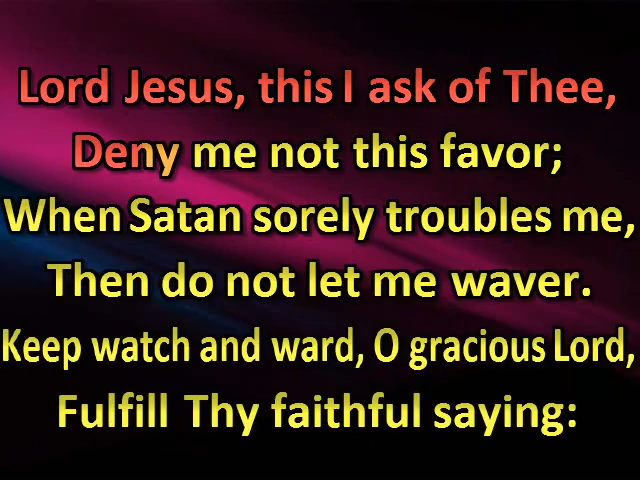 Lord Jesus, this I ask of Thee,
Deny me not this favor;
When Satan sorely troubles me,
Then do not let me waver.
Keep watch and ward, O gracious Lord,
Fulfill Thy faithful saying: